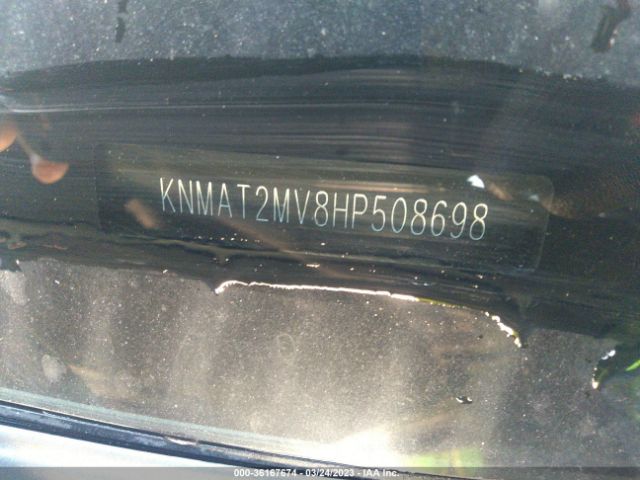 KNMAT2MV8HP508698
000-36167674 - 03/24/2023 - IAA Inc.